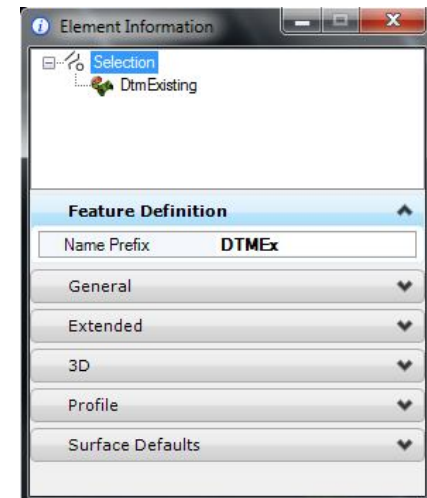 Element Information
Selection
DtmExisting
Feature Definition
Name Prefix DTMEx
General
Extended
3D
Profile
Surface Defaults